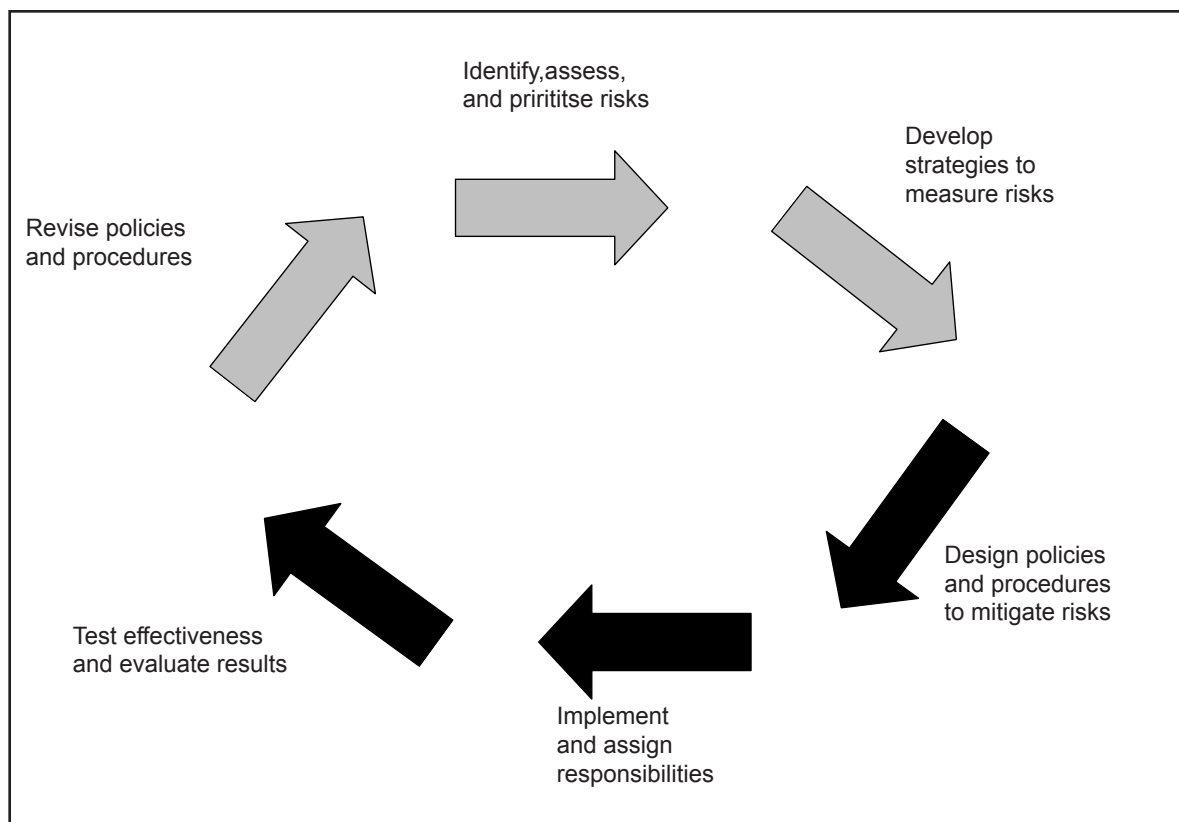 Identify,assess,
and prirititse risks
Develop
strategies to
measure risks
Design policies
and procedures
to mitigate risks
Implement
and assign
responsibilities
Test effectiveness
and evaluate results
Revise policies
and procedures